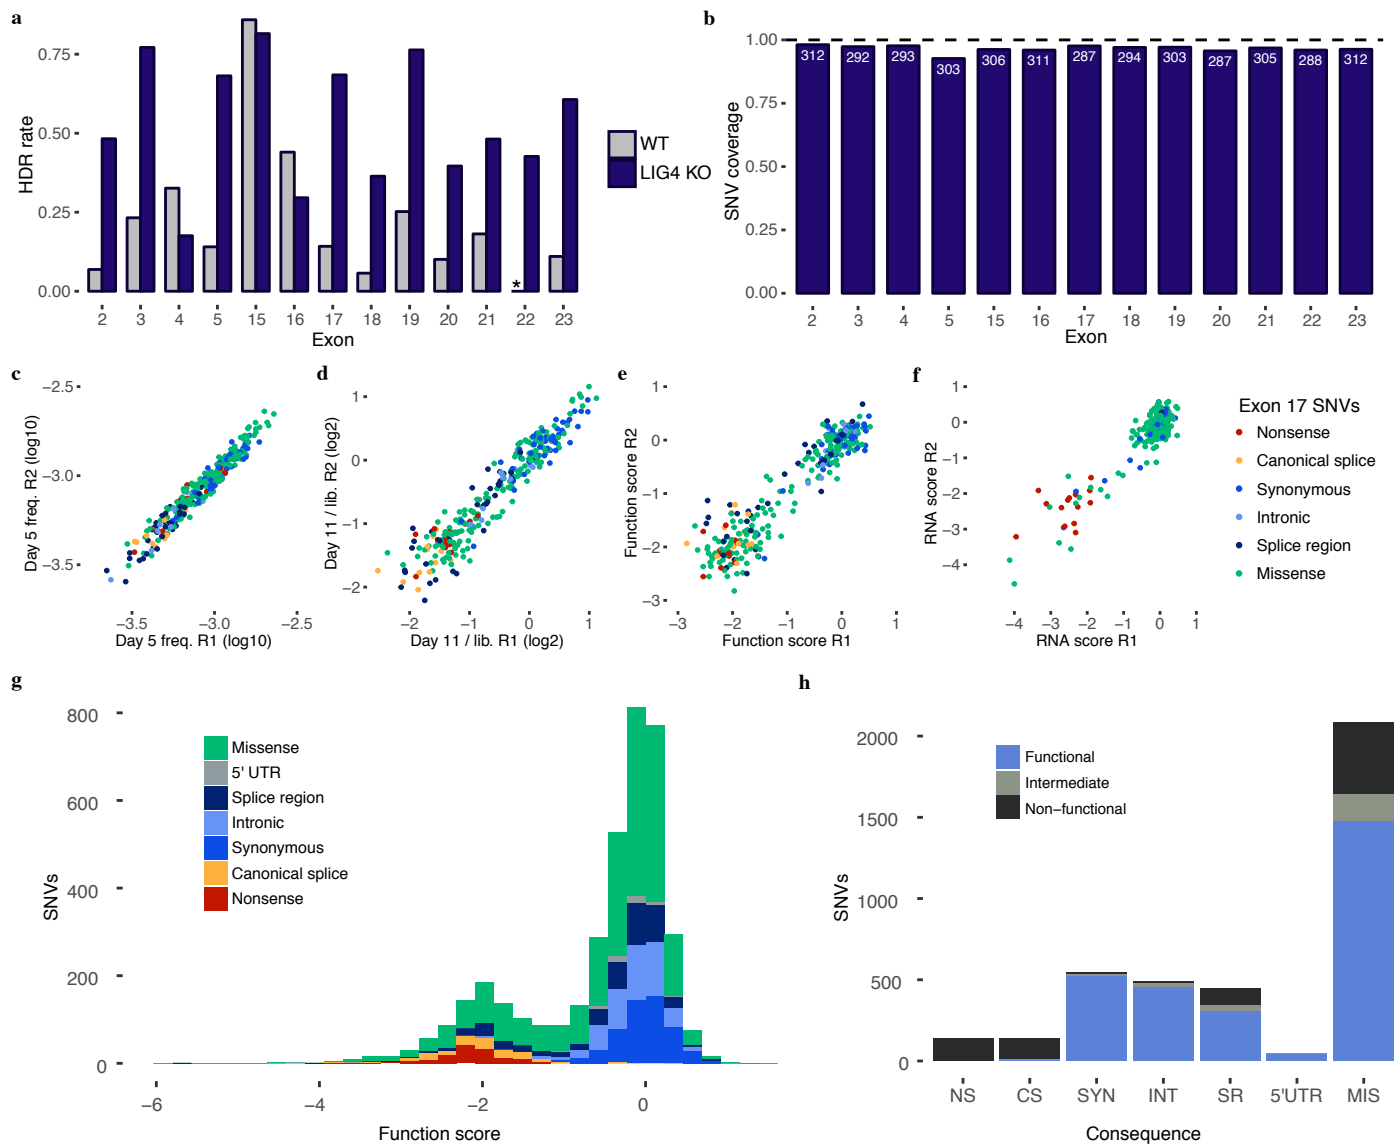 a
HDR rate
0.75
0.50
0.25
0.00
*
2 3 4 5 15 16 17 18 19 20 21 22 23
Exon
WT
LIG4 KO
b
SNV coverage
1.00
0.75
0.50
0.25
0.00
312 292 293 303 306 311 287 294 303 287 305 288 312
2 3 4 5 15 16 17 18 19 20 21 22 23
Exon
c
Day 5 freq. R2 (log10)
−2.5
−3.0
−3.5
−3.5 −3.0 −2.5
Day 5 freq. R1 (log10)
d
Day 11 / lib. R2 (log2)
1
0
−1
−2
−2 −1 0 1
Day 11 / lib. R1 (log2)
e
Function score R2
1
0
−1
−2
−3
−3 −2 −1 0 1
Function score R1
f
RNA score R2
1
0
−1
−2
−3
−4
−4 −3 −2 −1 0 1
RNA score R1
Exon 17 SNVs
Nonsense
Canonical splice
Synonymous
Intronic
Splice region
Missense
g
SNVs
800
600
400
200
0
−6 −4 −2 0
Function score
Missense
5' UTR
Splice region
Intronic
Synonymous
Canonical splice
Nonsense
h
SNVs
2000
1500
1000
500
0
NS CS SYN INT SR 5'UTR MIS
Consequence
Functional
Intermediate
Non−functional